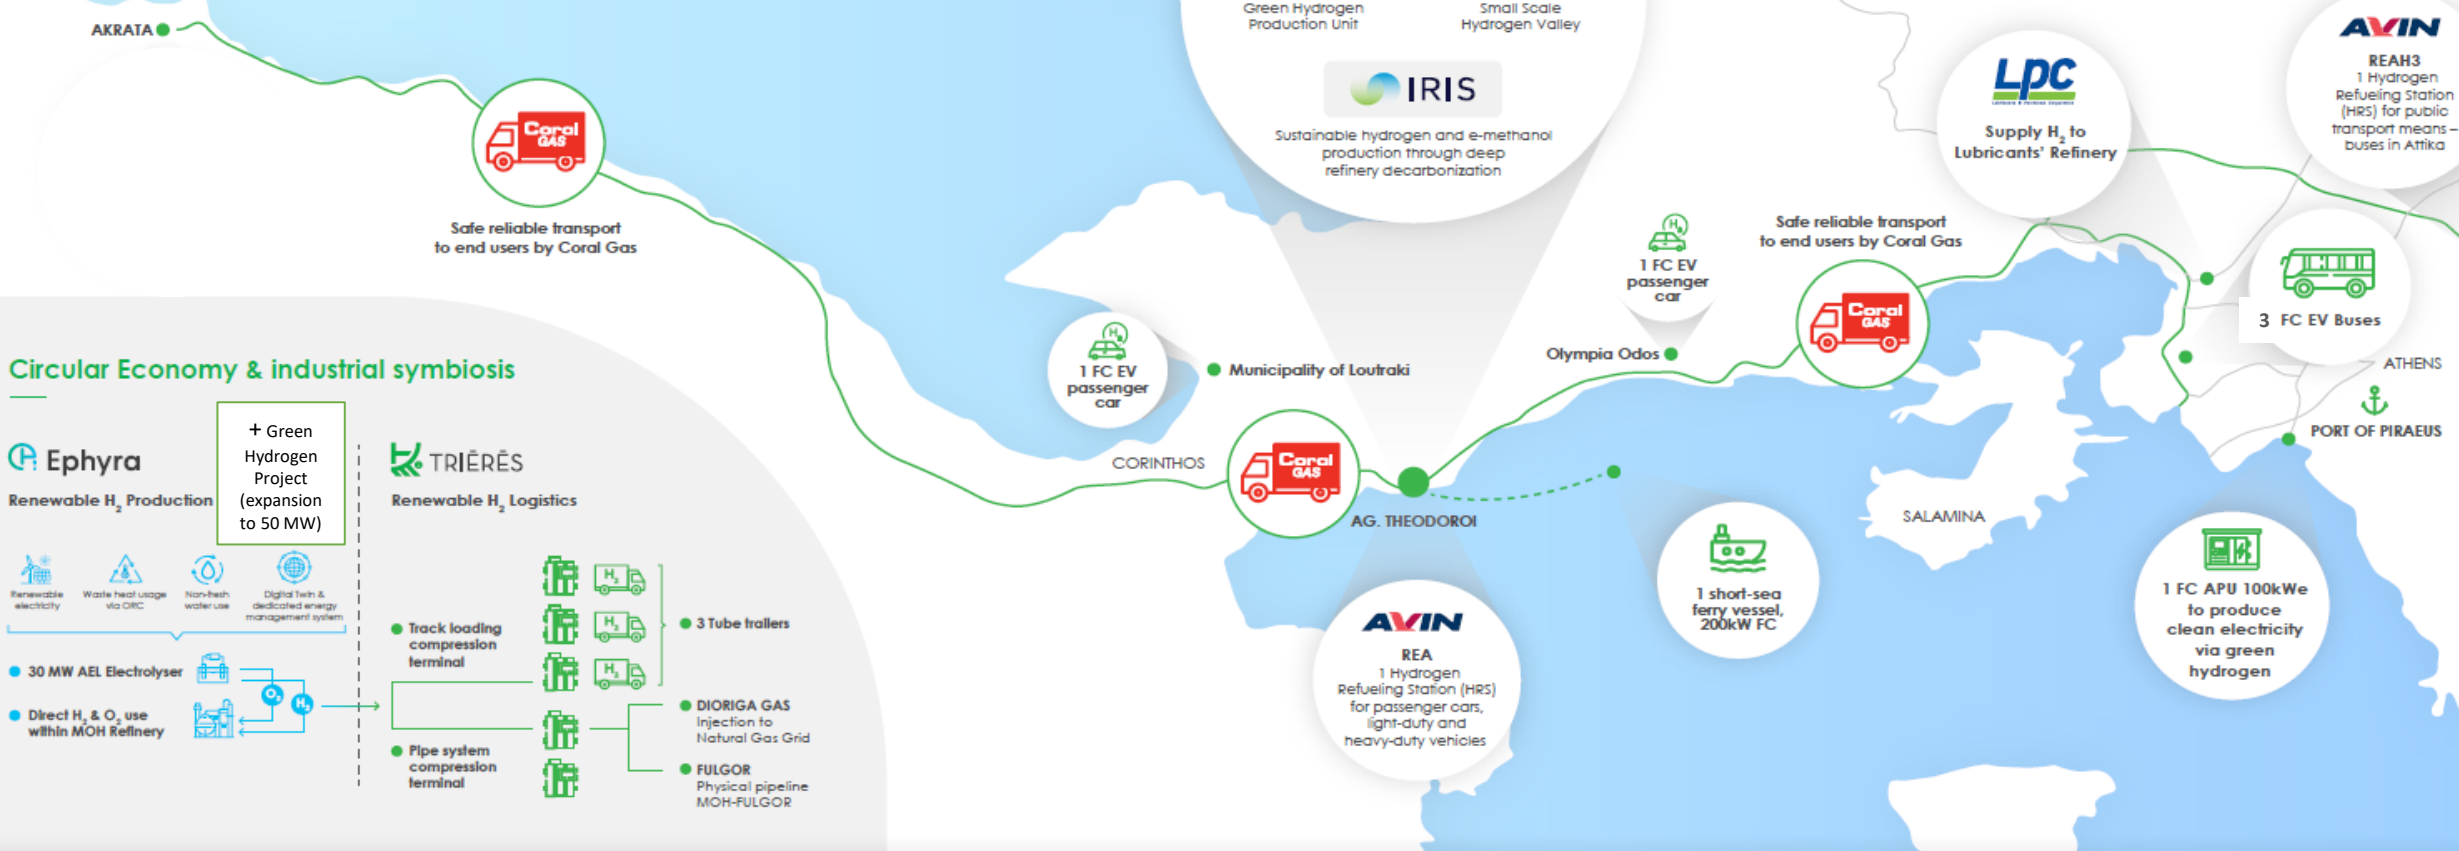 AKRATA
Coral
GAS
Safe reliable transport
to end users by Coral Gas
Green Hydrogen
Production Unit
Small Scale
Hydrogen Valley
IRIS
Sustainable hydrogen and e-methanol
production through deep
refinery decarbonization
LPC
Supply H₂ to
Lubricants' Refinery
AVIN
REAH3
1 Hydrogen
Refueling Station
(HRS) for public
transport means –
buses in Attika
H₂
1 FC EV
passenger
car
Safe reliable transport
to end users by Coral Gas
Coral
GAS
3 FC EV Buses
H₂
1 FC EV
passenger
car
Municipality of Loutraki
Olympia Odos
ATHENS
PORT OF PIRAEUS
CORINTHOS
Coral
GAS
AG. THEODOROI
SALAMINA
1 short-sea
ferry vessel,
200kW FC
1 FC APU 100kWe
to produce
clean electricity
via green
hydrogen
AVIN
REA
1 Hydrogen
Refueling Station (HRS)
for passenger cars,
light-duty and
heavy-duty vehicles
Circular Economy & industrial symbiosis
Ephyra
Renewable H₂ Production
+ Green
Hydrogen
Project
(expansion
to 50 MW)
TRIĒRĒS
Renewable H₂ Logistics
Renewable
electricity
Waste heat usage
via ORC
Non-fresh
water use
Digital Twin &
dedicated energy
management system
30 MW AEL Electrolyser
Direct H₂ & O₂ use
within MOH Refinery
O₂
H₂
Track loading
compression
terminal
H₂
H₂
H₂
3 Tube trailers
Pipe system
compression
terminal
DIORIGA GAS
Injection to
Natural Gas Grid
FULGOR
Physical pipeline
MOH-FULGOR